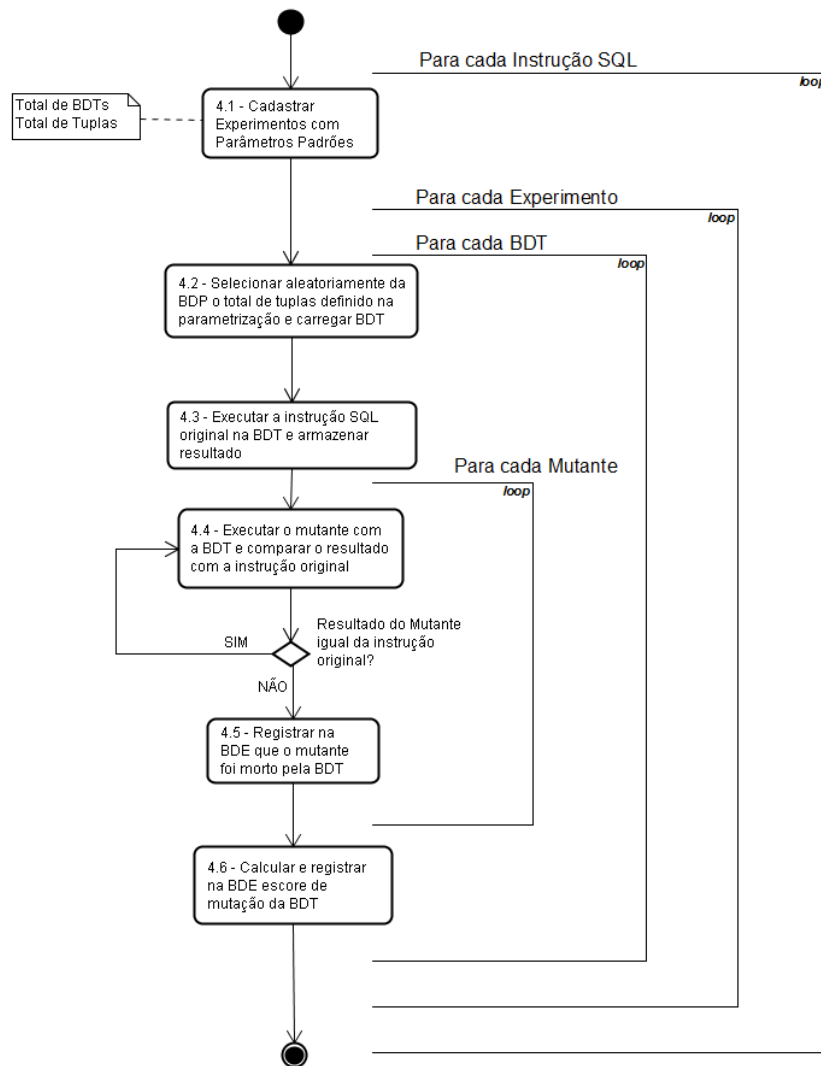 Para cada Instrução SQL
loop
Total de BDTs
Total de Tuplas
4.1 - Cadastrar
Experimentos com
Parâmetros Padrões
Para cada Experimento
loop
Para cada BDT
loop
4.2 - Selecionar aleatoriamente da
BDP o total de tuplas definido na
parametrização e carregar BDT
4.3 - Executar a instrução SQL
original na BDT e armazenar
resultado
Para cada Mutante
loop
4.4 - Executar o mutante com
a BDT e comparar o resultado
com a instrução original
Resultado do Mutante
igual da instrução
original?
SIM
NÃO
4.5 - Registrar na
BDE que o mutante
foi morto pela BDT
4.6 - Calcular e registrar
na BDE escore de
mutação da BDT